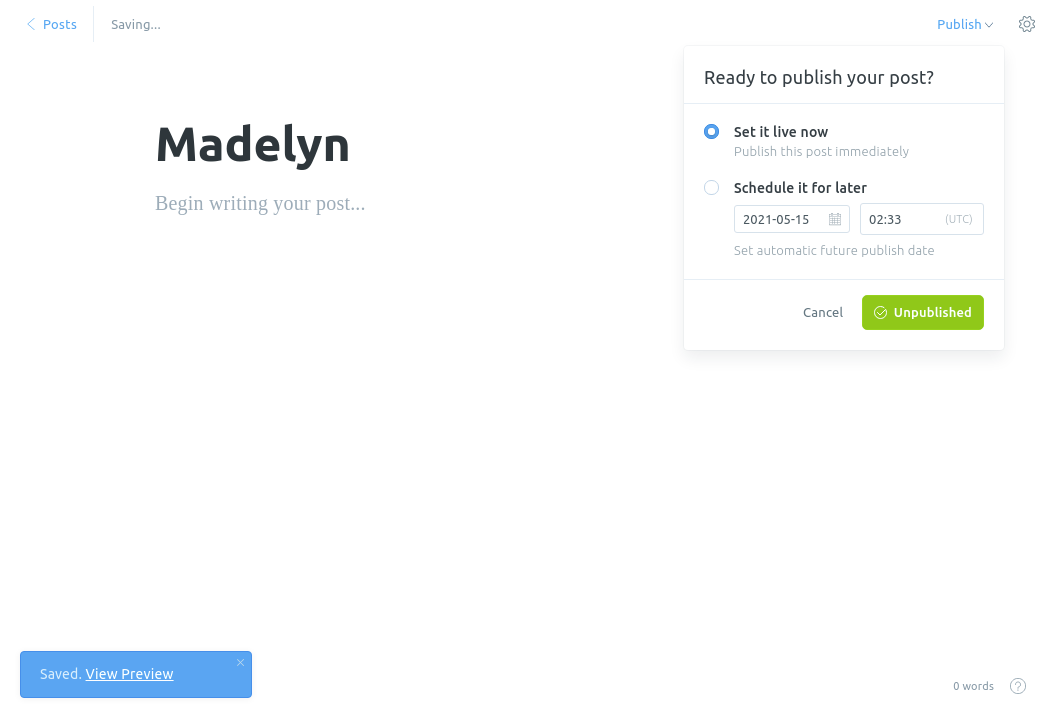 Posts
Saving...
Publish
Ready to publish your post?
Set it live now
Publish this post immediately
Schedule it for later
2021-05-15
02:33 (UTC)
Set automatic future publish date
Cancel
Unpublished
Madelyn
Begin writing your post...
Saved. View Preview
0 words